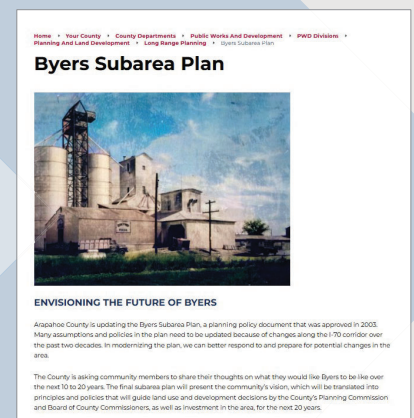 Home • Your County • County Departments • Public Works And Development • PWD Divisions •
Planning And Land Development • Long Range Planning • Byers Subarea Plan
Byers Subarea Plan
ENVISIONING THE FUTURE OF BYERS
Arapahoe County is updating the Byers Subarea Plan, a planning policy document that was approved in 2003.
Many assumptions and policies in the plan need to be updated because of changes along the I-70 corridor over
the past two decades. In modernizing the plan, we can better respond to and prepare for potential changes in the
area.
The County is asking community members to share their thoughts on what they would like Byers to be like over
the next 10 to 20 years. The final subarea plan will present the community's vision, which will be translated into
principles and policies that will guide land use and development decisions by the County's Planning Commission
and Board of County Commissioners, as well as investment in the area, for the next 20 years.